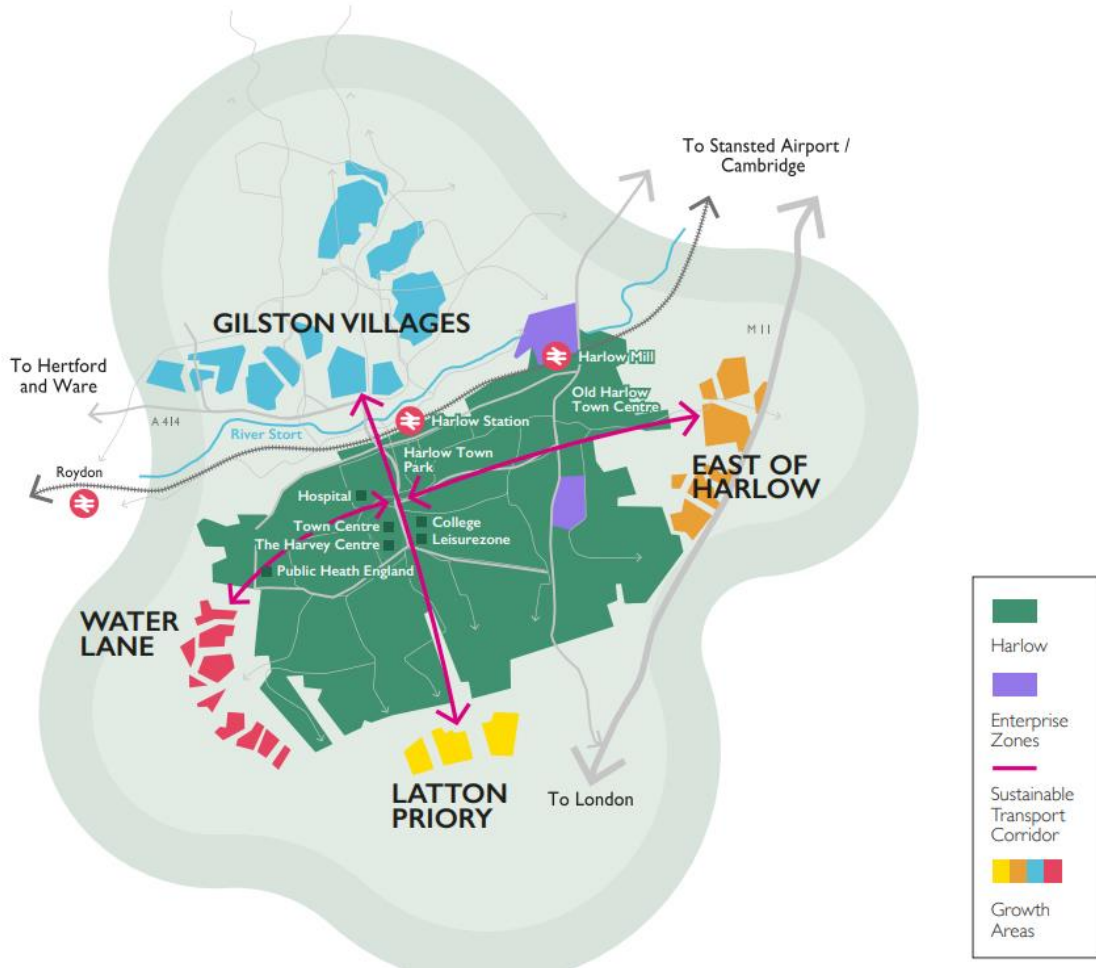 To Stansted Airport /
Cambridge
GILSTON VILLAGES
M11
To Hertford
and Ware
A 414
River Stort
Harlow Mill
Old Harlow
Town Centre
Harlow Station
Roydon
Harlow Town
Park
EAST OF
HARLOW
Hospital
Town Centre
College
The Harvey Centre
Leisurezone
Public Heath England
WATER
LANE
LATTON
PRIORY
To London
Harlow
Enterprise
Zones
Sustainable
Transport
Corridor
Growth
Areas